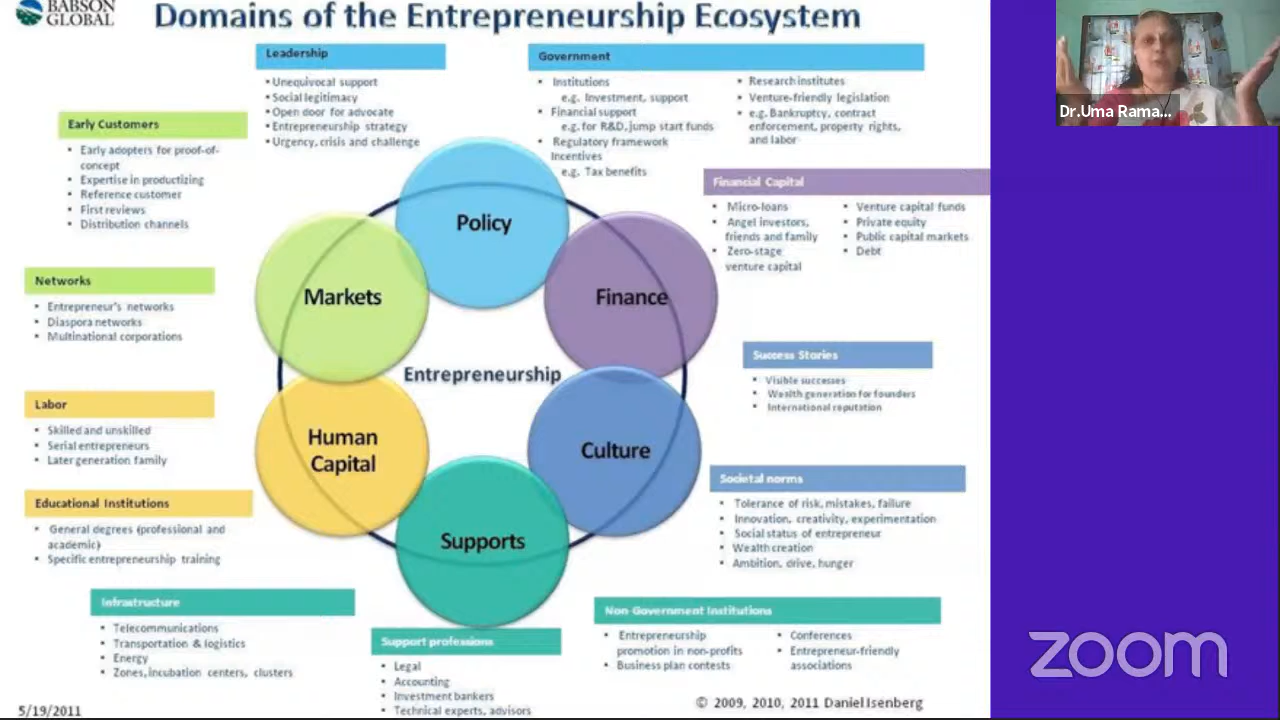 BABSON
GLOBAL
Domains of the Entrepreneurship Ecosystem
Leadership
Unequivocal support
Social legitimacy
Open door for advocate
Entrepreneurship strategy
Urgency, crisis and challenge
Government
Institutions
e.g. Investment, support
Financial support
e.g. for R&D, jump start funds
Regulatory framework
Incentives
e.g. Tax benefits
Research institutes
Venture-friendly legislation
e.g. Bankruptcy, contract
enforcement, property rights,
and labor
Dr.Uma Rama...
Early Customers
Early adopters for proof-of-
concept
Expertise in productizing
Reference customer
First reviews
Distribution channels
Financial Capital
Micro-loans
Angel investors,
friends and family
Zero-stage
venture capital
Venture capital funds
Private equity
Public capital markets
Debt
Networks
Entrepreneur's networks
Diaspora networks
Multinational corporations
Policy
Markets
Finance
Entrepreneurship
Human
Capital
Culture
Supports
Success Stories
Visible successes
Wealth generation for founders
International reputation
Labor
Skilled and unskilled
Serial entrepreneurs
Later generation family
Societal norms
Tolerance of risk, mistakes, failure
Innovation, creativity, experimentation
Social status of entrepreneur
Wealth creation
Ambition, drive, hunger
Educational Institutions
General degrees (professional and
academic)
Specific entrepreneurship training
Infrastructure
Telecommunications
Transportation & logistics
Energy
Zones, incubation centers, clusters
Support professions
Legal
Accounting
Investment bankers
Technical experts, advisors
Non-Government Institutions
Entrepreneurship
promotion in non-profits
Business plan contests
Conferences
Entrepreneur-friendly
associations
zoom
5/19/2011
© 2009, 2010, 2011 Daniel Isenberg